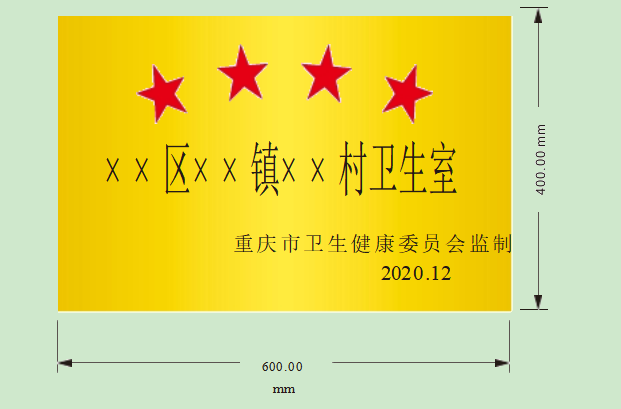 ××区××镇××村卫生室
重庆市卫生健康委员会监制
2020.12
400.00 mm
600.00
mm